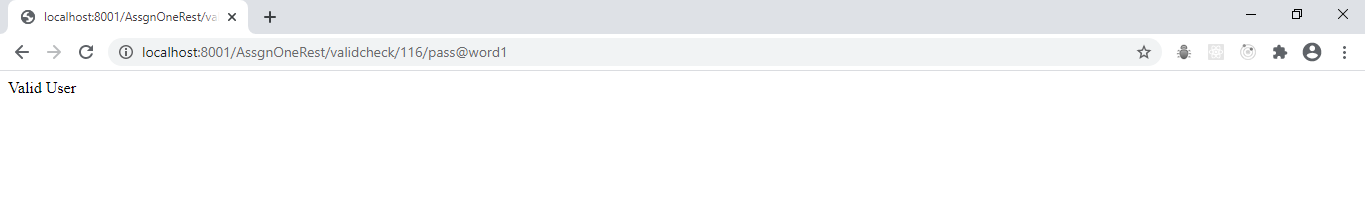 localhost:8001/AssgnOneRest/va
localhost:8001/AssgnOneRest/validcheck/116/pass@word1
Valid User